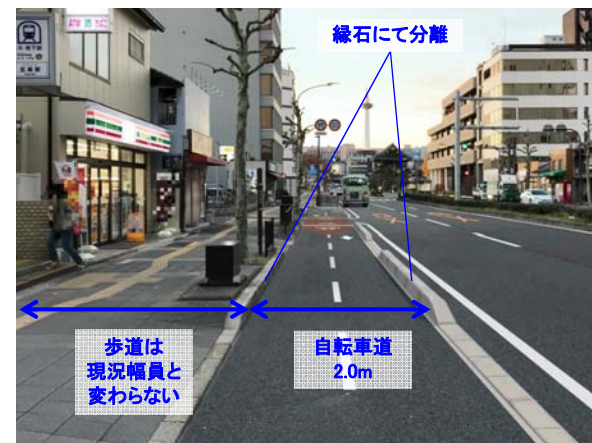 縁石にて分離
歩道は
現況幅員と
変わらない
自転車道
2.0m